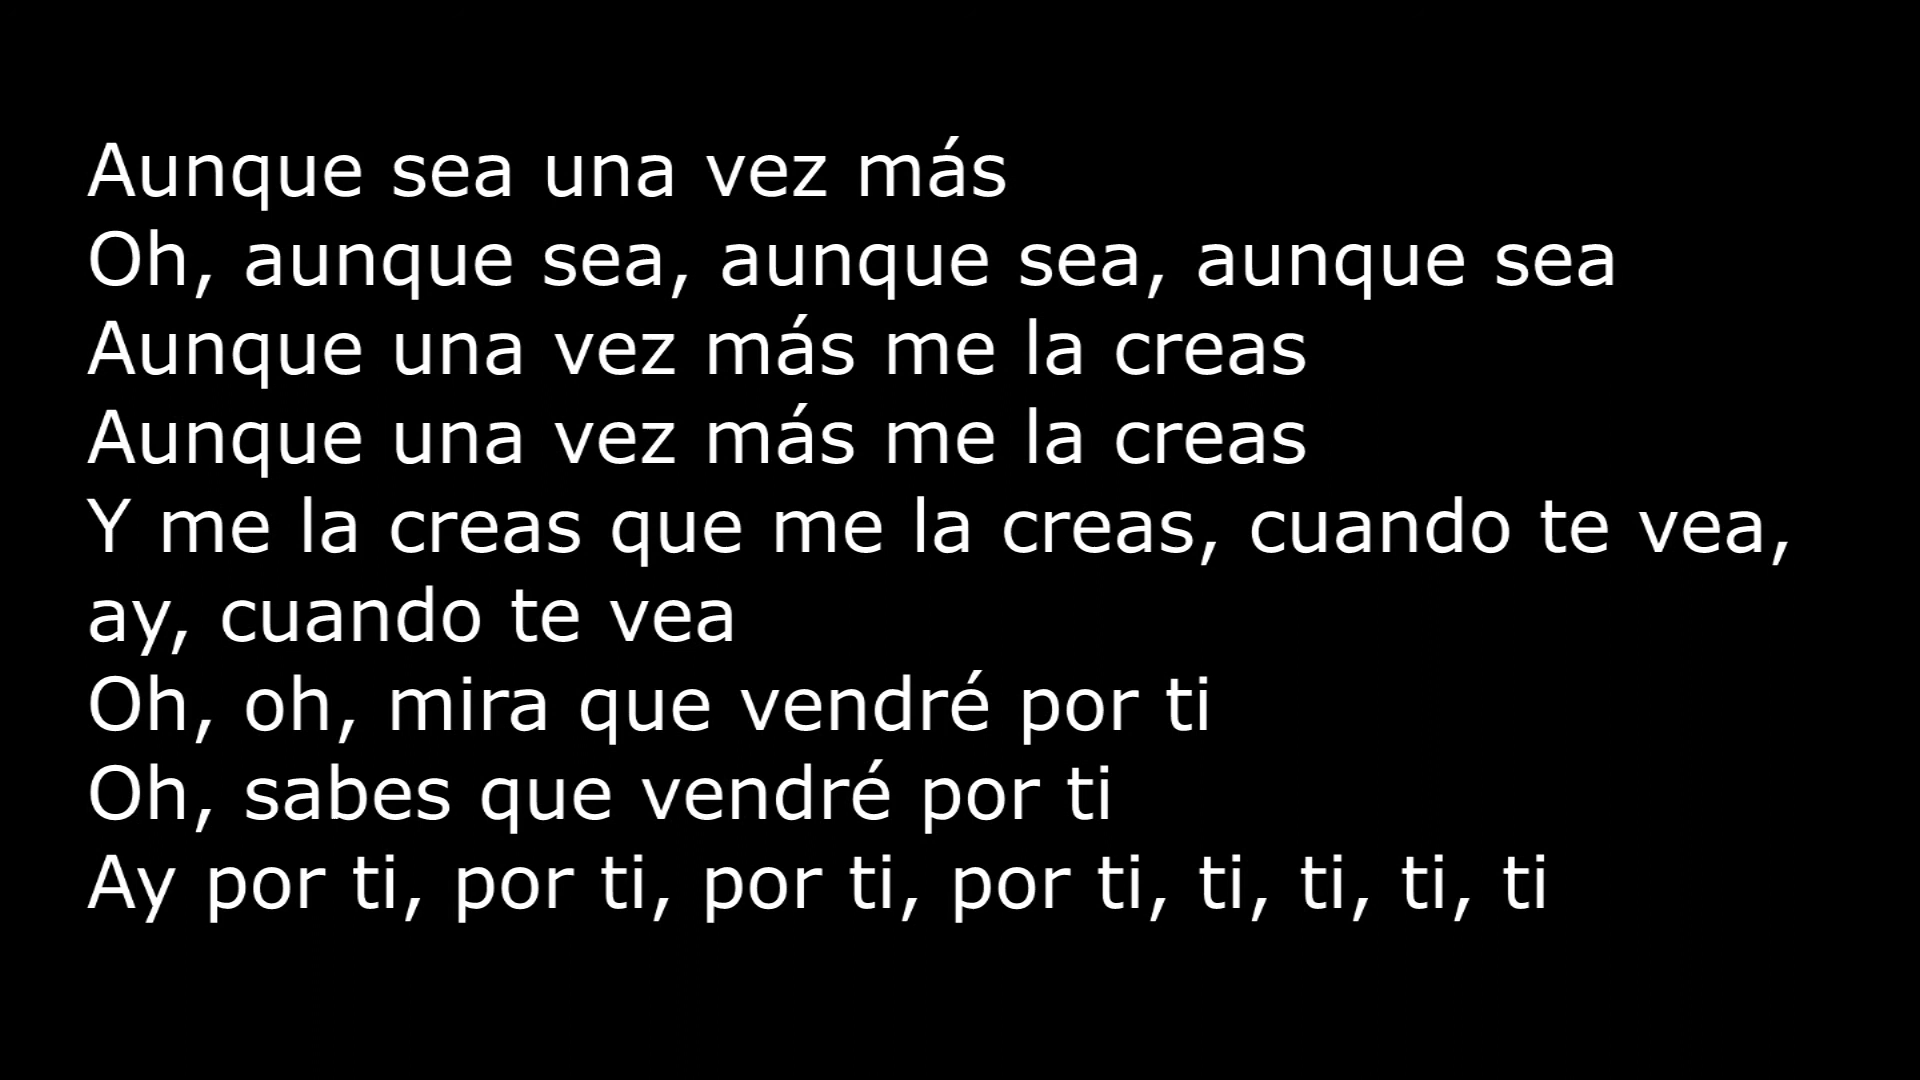 Aunque sea una vez más
Oh, aunque sea, aunque sea, aunque sea
Aunque una vez más me la creas
Aunque una vez más me la creas
Y me la creas que me la creas, cuando te vea,
ay, cuando te vea
Oh, oh, mira que vendré por ti
Oh, sabes que vendré por ti
Ay por ti, por ti, por ti, por ti, ti, ti, ti, ti